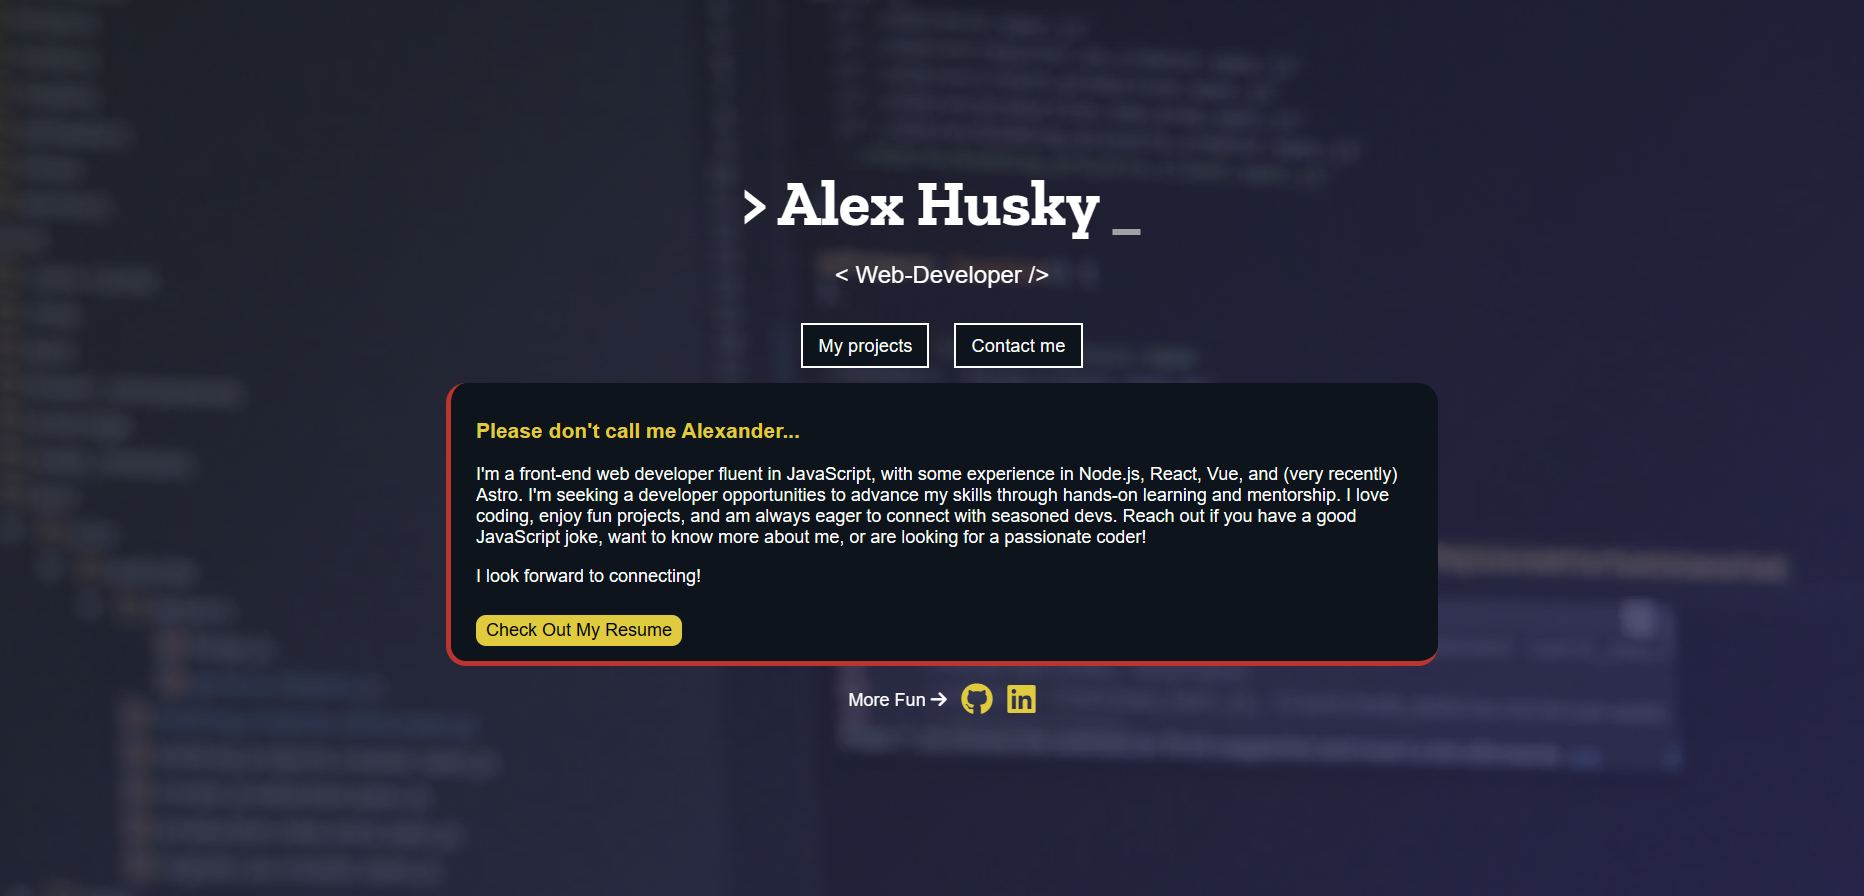 > Alex Husky _
< Web-Developer />
My projects
Contact me
Please don't call me Alexander...
I'm a front-end web developer fluent in JavaScript, with some experience in Node.js, React, Vue, and (very recently)
Astro. I'm seeking a developer opportunities to advance my skills through hands-on learning and mentorship. I love
coding, enjoy fun projects, and am always eager to connect with seasoned devs. Reach out if you have a good
JavaScript joke, want to know more about me, or are looking for a passionate coder!
I look forward to connecting!
Check Out My Resume
More Fun →
in